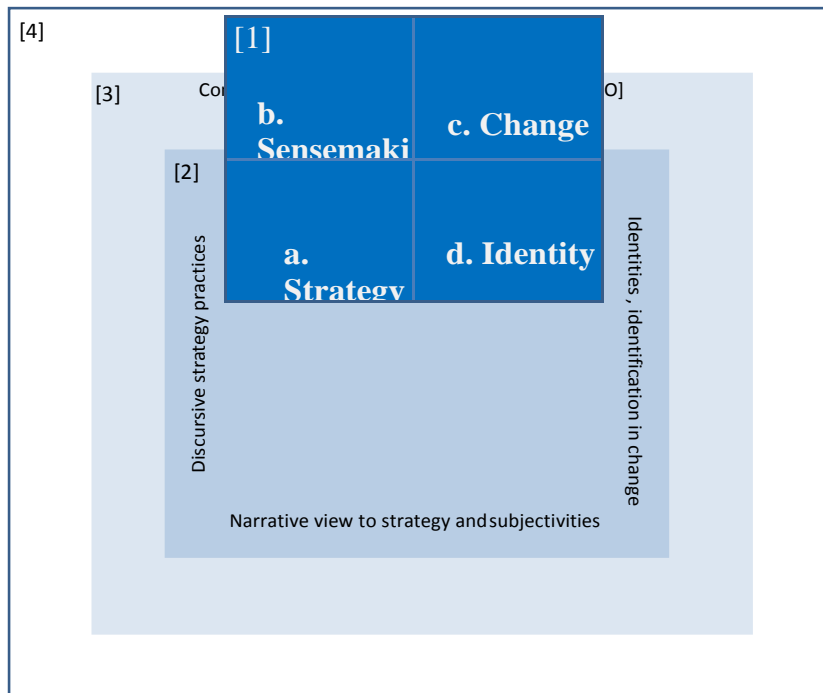 [4]
[1]
[3]
Con
O]
b.
Sensemaki
c. Change
[2]
a.
Strategy
d. Identity
Discursive strategy practices
Identities , identification in change
Narrative view to strategy and subjectivities